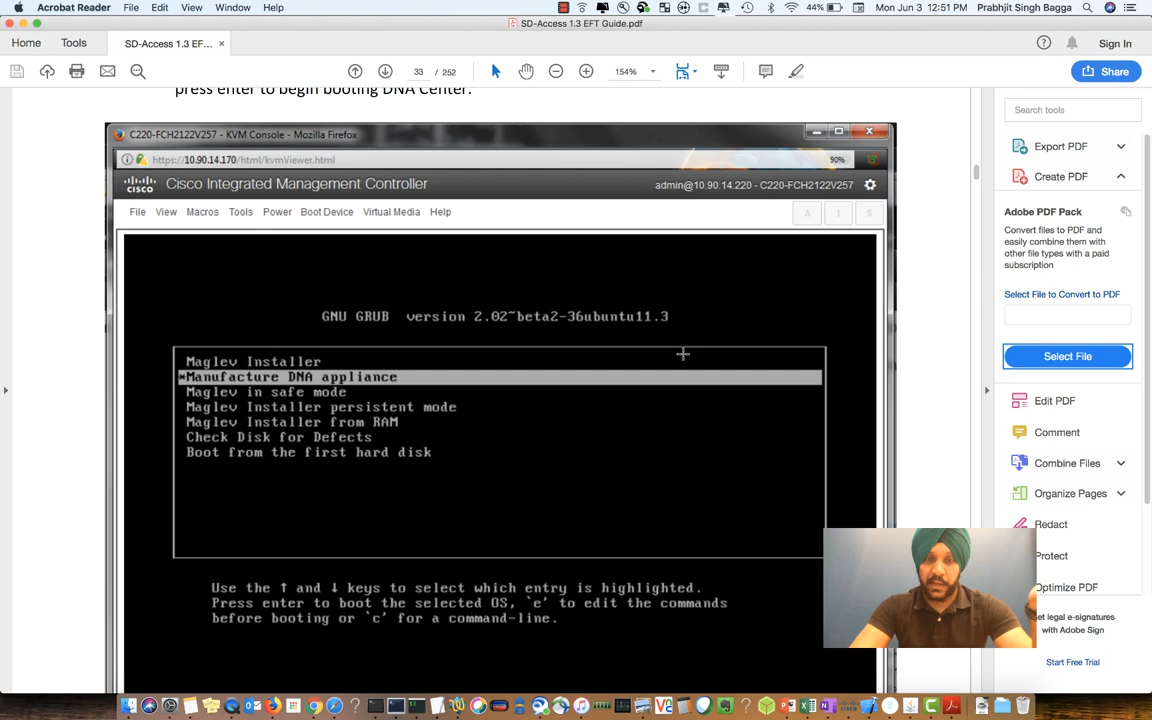 Acrobat Reader File Edit View Window Help 44% Mon Jun 3 12:51 PM Prabhjit Singh Bagga
SD-Access 1.3 EFT Guide.pdf
Home Tools SD-Access 1.3 EF... × Sign In
33 / 252 154% Share
press enter to begin booting DNA Center.
C220-FCH2122V257 - KVM Console - Mozilla Firefox
https://10.90.14.170/html/kvmViewer.html 90%
CISCO Cisco Integrated Management Controller admin@10.90.14.220 - C220-FCH2122V257
File View Macros Tools Power Boot Device Virtual Media Help A 1 S
GNU GRUB version 2.02~beta2-36ubuntu11.3
Maglev Installer
*Manufacture DNA appliance
Maglev in safe mode
Maglev Installer persistent mode
Maglev Installer from RAM
Check Disk for Defects
Boot from the first hard disk
Use the ↑ and ↓ keys to select which entry is highlighted.
Press enter to boot the selected OS, `e' to edit the commands
before booting or `c' for a command-line.
Search tools
Export PDF
Create PDF
Adobe PDF Pack
Convert files to PDF and
easily combine them with
other file types with a paid
subscription
Select File to Convert to PDF
Select File
Edit PDF
Comment
Combine Files
Organize Pages
Redact
Protect
Optimize PDF
et legal e-signatures
with Adobe Sign
Start Free Trial